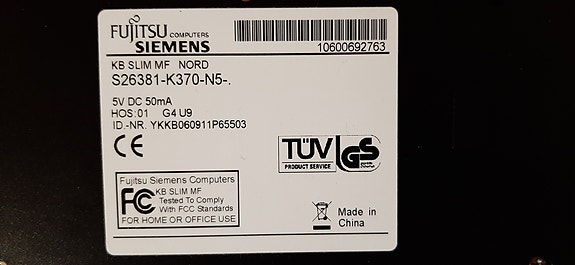 FUJITSU COMPUTERS
SIEMENS
10600692763
KB SLIM MF NORD
S26381-K370-N5-.
5V DC 50mA
HOS:01 G4 U9
ID.-NR. YKKB060911P65503
CE
TÜV
PRODUCT SERVICE
GS
Fujitsu Siemens Computers
FC KB SLIM MF
Tested To Comply
With FCC Standards
FOR HOME OR OFFICE USE
Made in
China